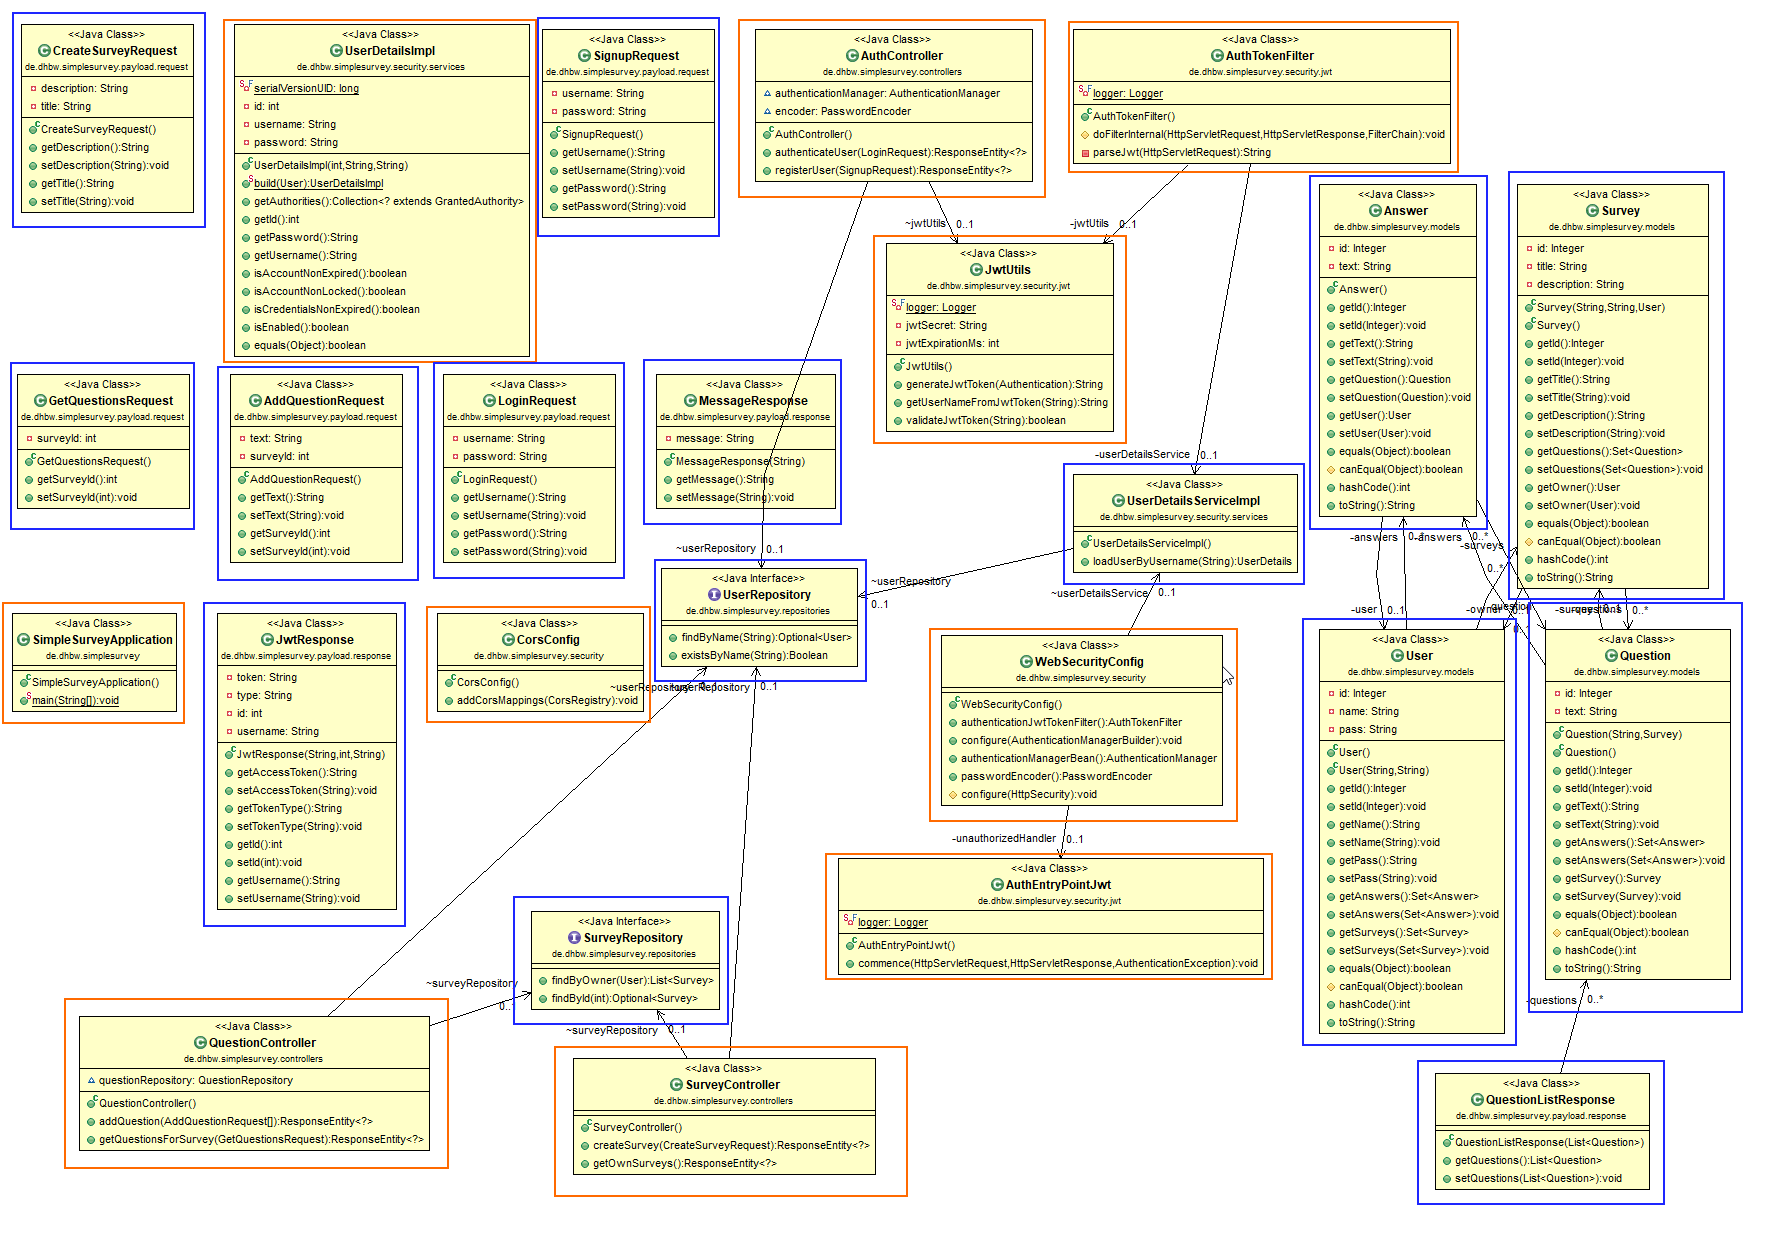 <<Java Class>>
CreateSurveyRequest
de.dhbw.simplesurvey.payload.request
description: String
title: String
CreateSurveyRequest()
getDescription():String
setDescription(String):void
getTitle():String
setTitle(String):void
<<Java Class>>
UserDetailsImpl
de.dhbw.simplesurvey.security.services
serialVersionUID: long
id: int
username: String
password: String
UserDetailsImpl(int,String,String)
build(User):UserDetailsImpl
getAuthorities():Collection<? extends GrantedAuthority>
getId():int
getPassword():String
getUsername():String
isAccountNonExpired():boolean
isAccountNonLocked():boolean
isCredentialsNonExpired():boolean
isEnabled():boolean
equals(Object):boolean
<<Java Class>>
SignupRequest
de.dhbw.simplesurvey.payload.request
username: String
password: String
SignupRequest()
getUsername():String
setUsername(String):void
getPassword():String
setPassword(String):void
<<Java Class>>
AuthController
de.dhbw.simplesurvey.controllers
authenticationManager: AuthenticationManager
encoder: PasswordEncoder
AuthController()
authenticateUser(LoginRequest):ResponseEntity<?>
registerUser(SignupRequest):ResponseEntity<?>
<<Java Class>>
AuthTokenFilter
de.dhbw.simplesurvey.security.jwt
logger: Logger
AuthTokenFilter()
doFilterInternal(HttpServletRequest,HttpServletResponse,FilterChain):void
parseJwt(HttpServletRequest):String
~jwtUtils 0..1
-jwtUtils 0..1
<<Java Class>>
JwtUtils
de.dhbw.simplesurvey.security.jwt
logger: Logger
jwtSecret: String
jwtExpirationMs: int
JwtUtils()
generateJwtToken(Authentication):String
getUserNameFromJwtToken(String):String
validateJwtToken(String):boolean
<<Java Class>>
Answer
de.dhbw.simplesurvey.models
id: Integer
text: String
Answer()
getId():Integer
setId(Integer):void
getText():String
setText(String):void
getQuestion():Question
setQuestion(Question):void
getUser():User
setUser(User):void
equals(Object):boolean
canEqual(Object):boolean
hashCode():int
toString():String
<<Java Class>>
Survey
de.dhbw.simplesurvey.models
id: Integer
title: String
description: String
Survey(String,String,User)
Survey()
getId():Integer
setId(Integer):void
getTitle():String
setTitle(String):void
getDescription():String
setDescription(String):void
getQuestions():Set<Question>
setQuestions(Set<Question>):void
getOwner():User
setOwner(User):void
equals(Object):boolean
canEqual(Object):boolean
hashCode():int
toString():String
<<Java Class>>
GetQuestionsRequest
de.dhbw.simplesurvey.payload.request
surveyId: int
GetQuestionsRequest()
getSurveyId():int
setSurveyId(int):void
<<Java Class>>
AddQuestionRequest
de.dhbw.simplesurvey.payload.request
text: String
surveyId: int
AddQuestionRequest()
getText():String
setText(String):void
getSurveyId():int
setSurveyId(int):void
<<Java Class>>
LoginRequest
de.dhbw.simplesurvey.payload.request
username: String
password: String
LoginRequest()
getUsername():String
setUsername(String):void
getPassword():String
setPassword(String):void
<<Java Class>>
MessageResponse
de.dhbw.simplesurvey.payload.response
message: String
MessageResponse(String)
getMessage():String
setMessage(String):void
-userDetailsService 0..1
<<Java Class>>
UserDetailsServiceImpl
de.dhbw.simplesurvey.security.services
UserDetailsServiceImpl()
loadUserByUsername(String):UserDetails
~userRepository 0..1
~userRepository
0..1
~userDetailsService 0..1
<<Java Interface>>
UserRepository
de.dhbw.simplesurvey.repositories
findByName(String):Optional<User>
existsByName(String):Boolean
~userRepository 0..1
~userRepository 0..1
-answers 0..*
-answers 0..*
-surveys
0..*
-user 0..1
-owner 0..1
-question
0..1
-survey 0..1
-questions 0..*
<<Java Class>>
SimpleSurveyApplication
de.dhbw.simplesurvey
SimpleSurveyApplication()
main(String[]):void
<<Java Class>>
JwtResponse
de.dhbw.simplesurvey.payload.response
token: String
type: String
id: int
username: String
JwtResponse(String,int,String)
getAccessToken():String
setAccessToken(String):void
getTokenType():String
setTokenType(String):void
getId():int
setId(int):void
getUsername():String
setUsername(String):void
<<Java Class>>
CorsConfig
de.dhbw.simplesurvey.security
CorsConfig()
addCorsMappings(CorsRegistry):void
<<Java Class>>
WebSecurityConfig
de.dhbw.simplesurvey.security
WebSecurityConfig()
authenticationJwtTokenFilter():AuthTokenFilter
configure(AuthenticationManagerBuilder):void
authenticationManagerBean():AuthenticationManager
passwordEncoder():PasswordEncoder
configure(HttpSecurity):void
-unauthorizedHandler 0..1
<<Java Class>>
AuthEntryPointJwt
de.dhbw.simplesurvey.security.jwt
logger: Logger
AuthEntryPointJwt()
commence(HttpServletRequest,HttpServletResponse,AuthenticationException):void
<<Java Class>>
User
de.dhbw.simplesurvey.models
id: Integer
name: String
pass: String
User()
User(String,String)
getId():Integer
setId(Integer):void
getName():String
setName(String):void
getPass():String
setPass(String):void
getAnswers():Set<Answer>
setAnswers(Set<Answer>):void
getSurveys():Set<Survey>
setSurveys(Set<Survey>):void
equals(Object):boolean
canEqual(Object):boolean
hashCode():int
toString():String
<<Java Class>>
Question
de.dhbw.simplesurvey.models
id: Integer
text: String
Question(String,Survey)
Question()
getId():Integer
setId(Integer):void
getText():String
setText(String):void
getAnswers():Set<Answer>
setAnswers(Set<Answer>):void
getSurvey():Survey
setSurvey(Survey):void
equals(Object):boolean
canEqual(Object):boolean
hashCode():int
toString():String
-questions 0..*
<<Java Interface>>
SurveyRepository
de.dhbw.simplesurvey.repositories
findByOwner(User):List<Survey>
findById(int):Optional<Survey>
~surveyRepository
0..
~surveyRepository 0..1
<<Java Class>>
QuestionController
de.dhbw.simplesurvey.controllers
questionRepository: QuestionRepository
QuestionController()
addQuestion(AddQuestionRequest[]):ResponseEntity<?>
getQuestionsForSurvey(GetQuestionsRequest):ResponseEntity<?>
<<Java Class>>
SurveyController
de.dhbw.simplesurvey.controllers
SurveyController()
createSurvey(CreateSurveyRequest):ResponseEntity<?>
getOwnSurveys():ResponseEntity<?>
<<Java Class>>
QuestionListResponse
de.dhbw.simplesurvey.payload.response
QuestionListResponse(List<Question>)
getQuestions():List<Question>
setQuestions(List<Question>):void